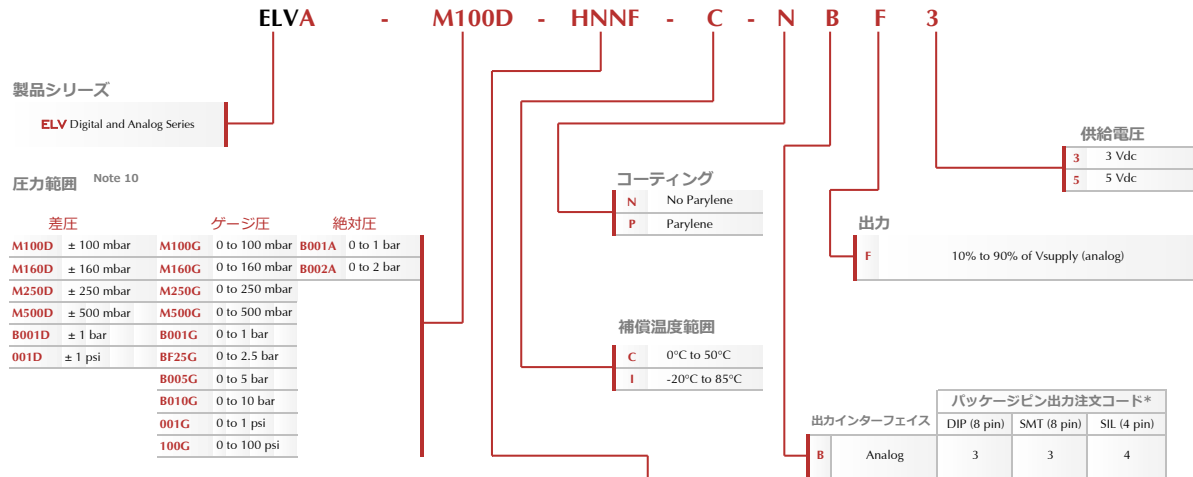 ELVA - M100D - HNNF - C - N B F 3
製品シリーズ
ELV Digital and Analog Series
圧力範囲 Note 10
差圧 ゲージ圧 絶対圧
M100D ± 100 mbar M100G 0 to 100 mbar B001A 0 to 1 bar
M160D ± 160 mbar M160G 0 to 160 mbar B002A 0 to 2 bar
M250D ± 250 mbar M250G 0 to 250 mbar
M500D ± 500 mbar M500G 0 to 500 mbar
B001D ± 1 bar B001G 0 to 1 bar
001D ± 1 psi BF25G 0 to 2.5 bar
B005G 0 to 5 bar
B010G 0 to 10 bar
001G 0 to 1 psi
100G 0 to 100 psi
コーティング
N No Parylene
P Parylene
補償温度範囲
C 0°C to 50°C
I -20°C to 85°C
供給電圧
3 3 Vdc
5 5 Vdc
出力
F 10% to 90% of Vsupply (analog)
パッケージピン出力注文コード*
出力インターフェイス DIP (8 pin) SMT (8 pin) SIL (4 pin)
B Analog 3 3 4